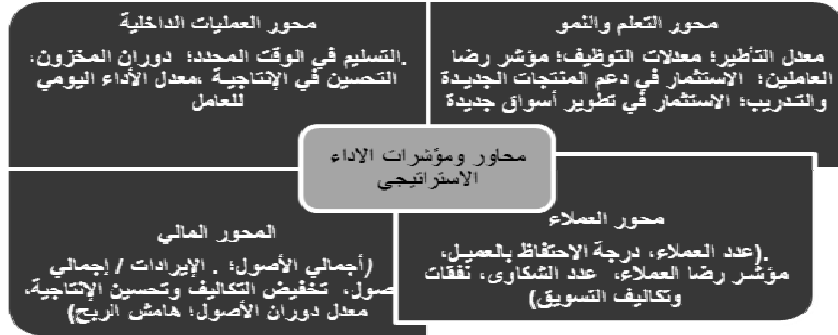 محور التعلم والنمو
معدل التأطير؛ معدلات التوظيف؛ مؤشر رضا
العاملين؛ الاستثمار في دعم المنتجات الجديدة
والتدريب؛ الاستثمار في تطوير أسواق جديدة
محور العمليات الداخلية
.التسليم في الوقت المحدد؛ دوران المخزون،
التحسين في الإنتاجية ،معدل الأداء اليومي
للعامل
محاور ومؤشرات الاداء
الاستراتيجي
محور العملاء
.(عدد العملاء، درجة الاحتفاظ بالعميل،
مؤشر رضا العملاء، عدد الشكاوى، نفقات
وتكاليف التسويق)
المحور المالي
(أجمالي الأصول؛ . الإيرادات / إجمالي
صول، تخفيض التكاليف وتحسين الإنتاجية،
معدل دوران الأصول؛ هامش الربح)